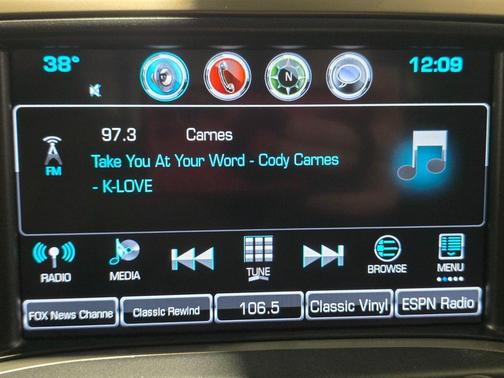 38° 12:09
N
97.3 Carnes
FM
Take You At Your Word - Cody Carnes
- K-LOVE
RADIO MEDIA TUNE BROWSE MENU
FOX News Channe Classic Rewind 106.5 Classic Vinyl ESPN Radio